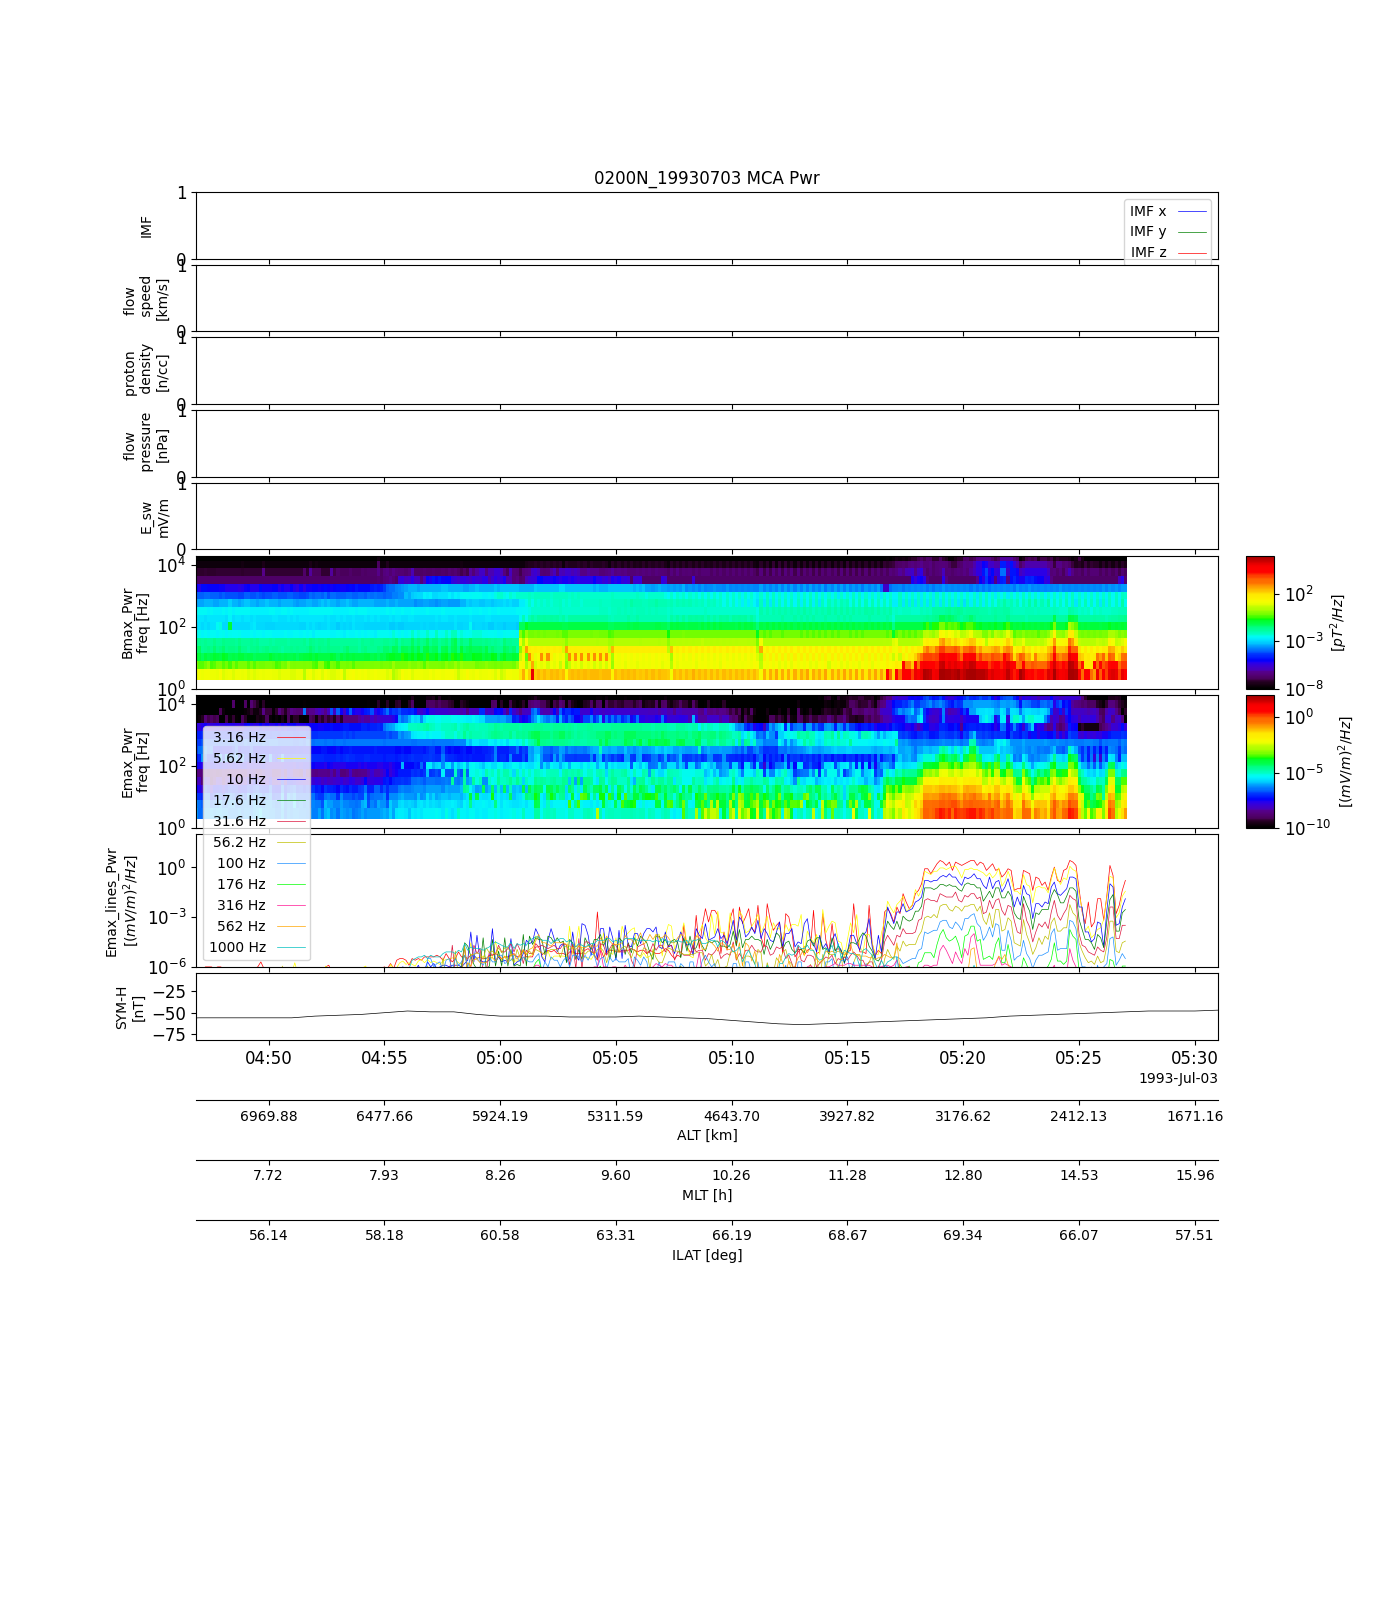 0200N_19930703 MCA Pwr
1
IMF
0
IMF x
IMF y
IMF z
1
flow
speed
[km/s]
0
1
proton
density
[n/cc]
0
1
flow
pressure
[nPa]
0
1
E_sw
mV/m
0
10^4
10^2
10^0
Bmax_Pwr
freq [Hz]
10^2
10^-3
10^-8
[pT^2/Hz]
10^4
10^2
10^0
Emax_Pwr
freq [Hz]
10^0
10^-5
10^-10
[(mV/m)^2/Hz]
3.16 Hz
5.62 Hz
10 Hz
17.6 Hz
31.6 Hz
56.2 Hz
100 Hz
176 Hz
316 Hz
562 Hz
1000 Hz
10^0
10^-3
10^-6
Emax_lines_Pwr
[(mV/m)^2/Hz]
−25
−50
−75
SYM-H
[nT]
04:50 04:55 05:00 05:05 05:10 05:15 05:20 05:25 05:30
1993-Jul-03
6969.88 6477.66 5924.19 5311.59 4643.70 3927.82 3176.62 2412.13 1671.16
ALT [km]
7.72 7.93 8.26 9.60 10.26 11.28 12.80 14.53 15.96
MLT [h]
56.14 58.18 60.58 63.31 66.19 68.67 69.34 66.07 57.51
ILAT [deg]